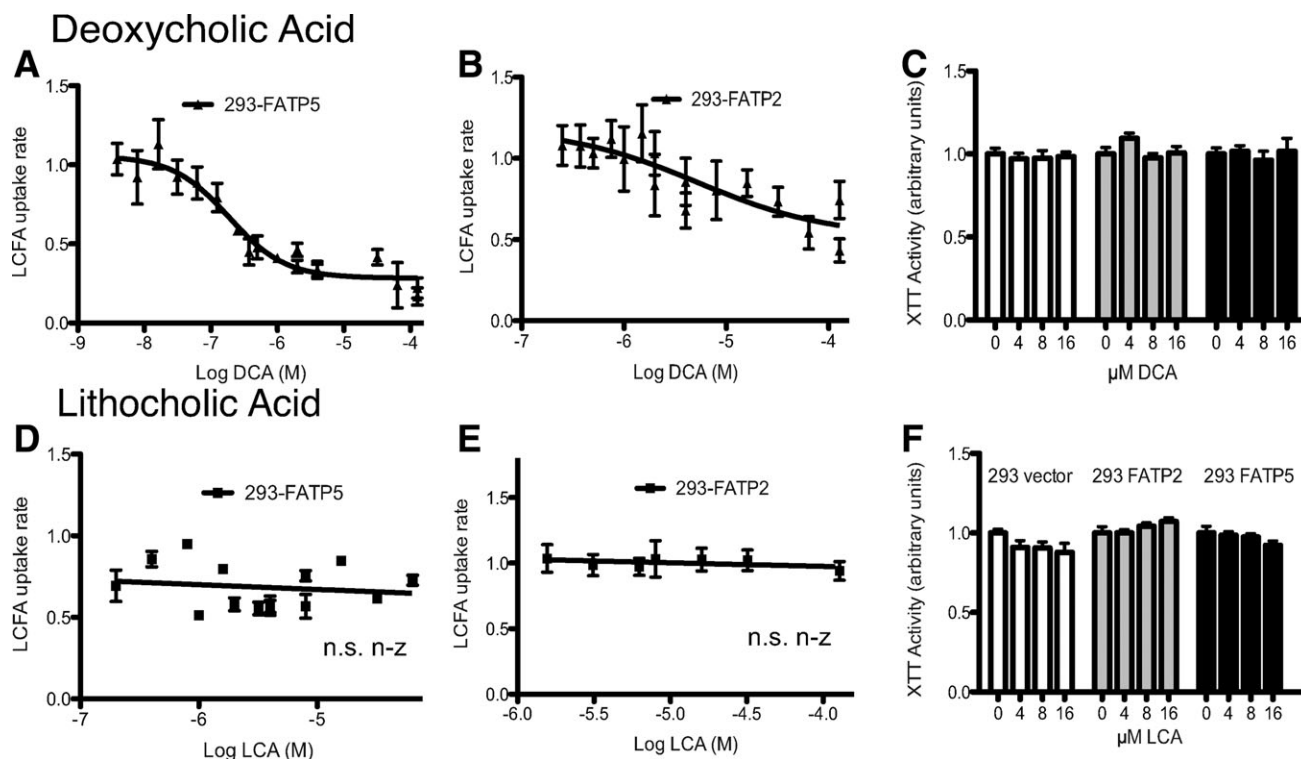 Deoxycholic Acid
A
1.5
1.0
0.5
0.0
LCFA uptake rate
293-FATP5
-9 -8 -7 -6 -5 -4
Log DCA (M)
B
1.5
1.0
0.5
0.0
LCFA uptake rate
293-FATP2
-7 -6 -5 -4
Log DCA (M)
C
1.5
1.0
0.5
0.0
XTT Activity (arbitrary units)
0 4 8 16 0 4 8 16 0 4 8 16
µM DCA
Lithocholic Acid
D
1.5
1.0
0.5
0.0
LCFA uptake rate
293-FATP5
n.s. n-z
-7 -6 -5
Log LCA (M)
E
1.5
1.0
0.5
0.0
LCFA uptake rate
293-FATP2
n.s. n-z
-6.0 -5.5 -5.0 -4.5 -4.0
Log LCA (M)
F
1.5
1.0
0.5
0.0
XTT Activity (arbitrary units)
293 vector 293 FATP2 293 FATP5
0 4 8 16 0 4 8 16 0 4 8 16
µM LCA